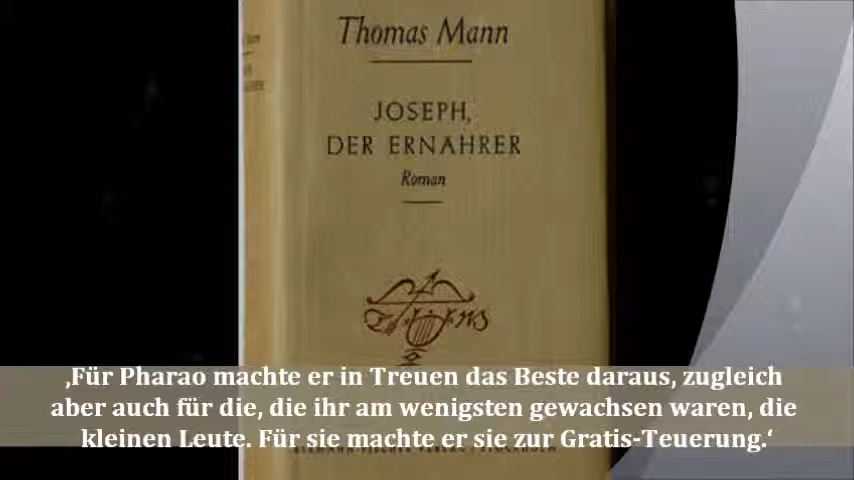 Thomas Mann
JOSEPH,
DER ERNÄHRER
Roman
‚Für Pharao machte er in Treuen das Beste daraus, zugleich
aber auch für die, die ihr am wenigsten gewachsen waren, die
kleinen Leute. Für sie machte er sie zur Gratis-Teuerung.‘